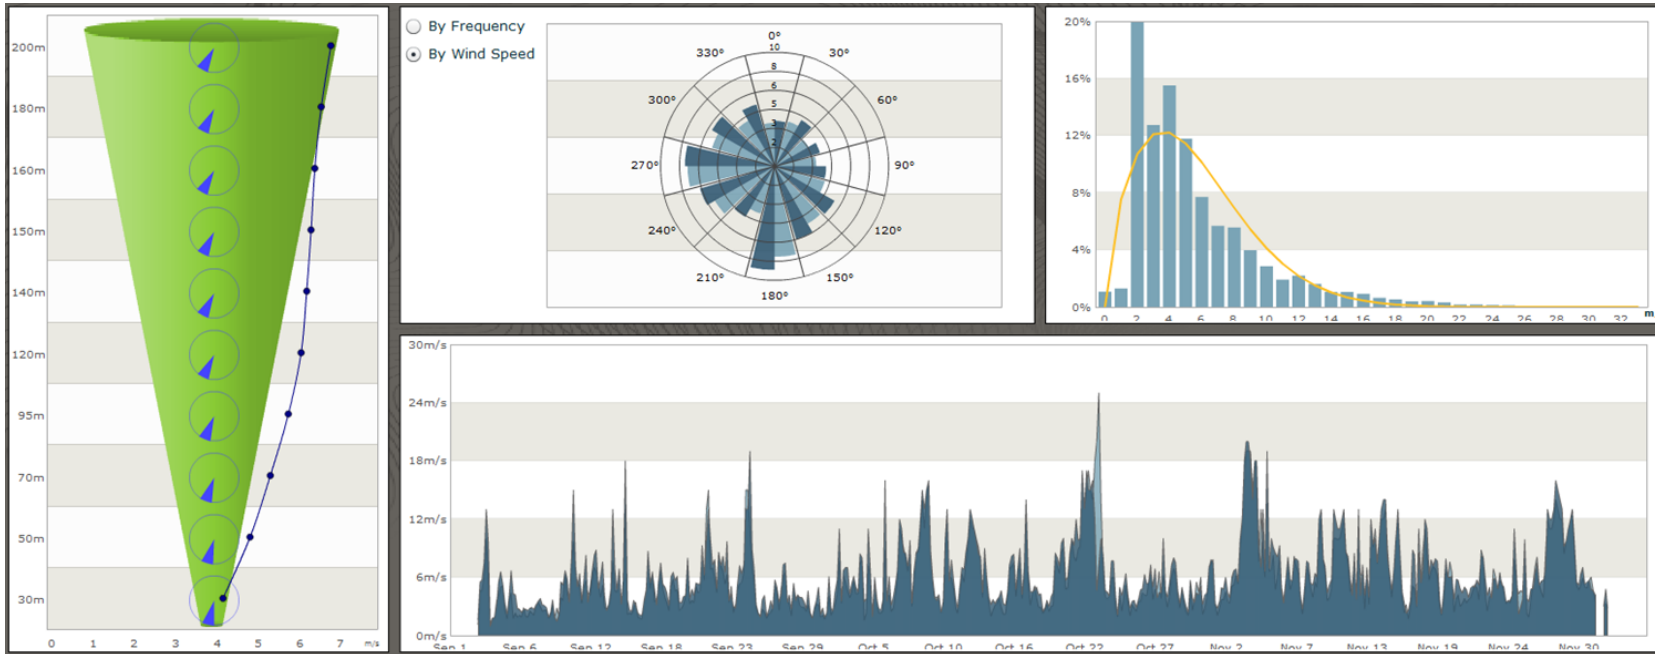 200m
180m
160m
150m
140m
120m
95m
70m
50m
30m
0 1 2 3 4 5 6 7 m/s
By Frequency
By Wind Speed
0°
10
330° 30°
8
300° 6 60°
5
3
2
270° 90°
240° 120°
210° 150°
180°
20%
16%
12%
8%
4%
0%
0 2 4 6 8 10 12 14 16 18 20 22 24 26 28 30 32 m
30m/s
24m/s
18m/s
12m/s
6m/s
0m/s
Sep 1 Sep 6 Sep 12 Sep 18 Sep 23 Sep 29 Oct 5 Oct 10 Oct 16 Oct 22 Oct 27 Nov 2 Nov 7 Nov 13 Nov 19 Nov 24 Nov 30